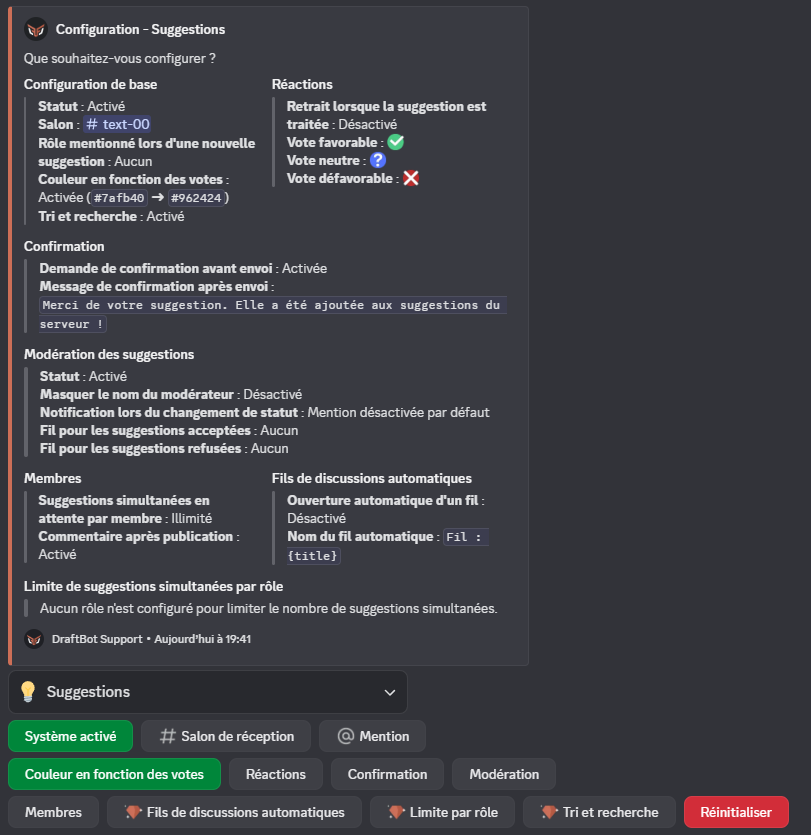 Configuration - Suggestions
Que souhaitez-vous configurer ?
Configuration de base
Statut : Activé
Salon : # text-00
Rôle mentionné lors d'une nouvelle
suggestion : Aucun
Couleur en fonction des votes :
Activée (#7afb40 → #962424)
Tri et recherche : Activé
Réactions
Retrait lorsque la suggestion est
traitée : Désactivé
Vote favorable : ✅
Vote neutre : ?
Vote défavorable : ❌
Confirmation
Demande de confirmation avant envoi : Activée
Message de confirmation après envoi :
Merci de votre suggestion. Elle a été ajoutée aux suggestions du
serveur !
Modération des suggestions
Statut : Activé
Masquer le nom du modérateur : Désactivé
Notification lors du changement de statut : Mention désactivée par défaut
Fil pour les suggestions acceptées : Aucun
Fil pour les suggestions refusées : Aucun
Membres
Suggestions simultanées en
attente par membre : Illimité
Commentaire après publication :
Activé
Fils de discussions automatiques
Ouverture automatique d'un fil :
Désactivé
Nom du fil automatique : Fil :
{title}
Limite de suggestions simultanées par rôle
Aucun rôle n'est configuré pour limiter le nombre de suggestions simultanées.
DraftBot Support • Aujourd'hui à 19:41
Suggestions
Système activé
Salon de réception
@ Mention
Couleur en fonction des votes
Réactions
Confirmation
Modération
Membres
Fils de discussions automatiques
Limite par rôle
Tri et recherche
Réinitialiser